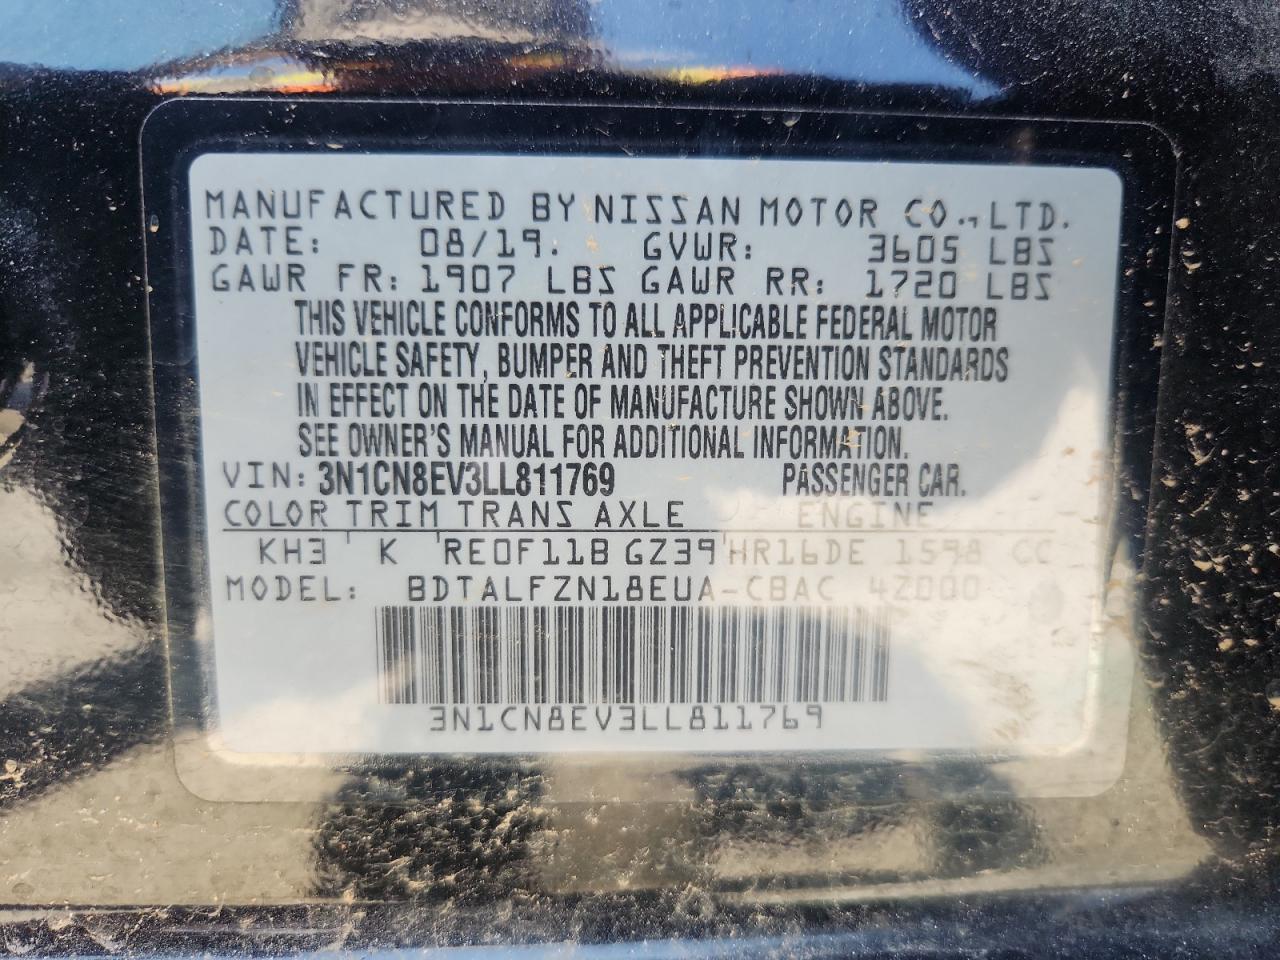 MANUFACTURED BY NISSAN MOTOR CO., LTD.
DATE: 08/19. GVWR: 3605 LBS
GAWR FR: 1907 LBS GAWR RR: 1720 LBS
THIS VEHICLE CONFORMS TO ALL APPLICABLE FEDERAL MOTOR
VEHICLE SAFETY, BUMPER AND THEFT PREVENTION STANDARDS
IN EFFECT ON THE DATE OF MANUFACTURE SHOWN ABOVE.
SEE OWNER'S MANUAL FOR ADDITIONAL INFORMATION.
VIN: 3N1CN8EV3LL811769 PASSENGER CAR.
COLOR TRIM TRANS AXLE ENGINE
KH3 K RE0F11B GZ39 HR16DE 1598 CC
MODEL: BDTALFZN18EUA-CBAC 4Z000
3N1CN8EV3LL811769